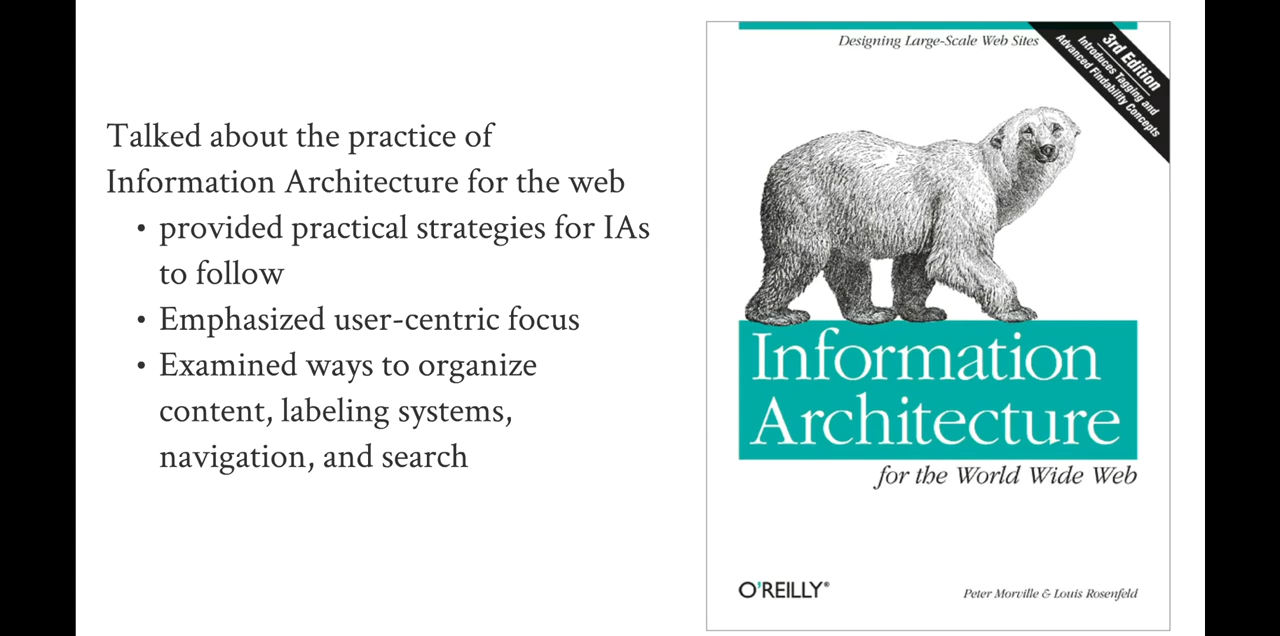 Talked about the practice of
Information Architecture for the web
• provided practical strategies for IAs
to follow
• Emphasized user-centric focus
• Examined ways to organize
content, labeling systems,
navigation, and search
Designing Large-Scale Web Sites
3rd Edition
Introduces Tagging and
Advanced Findability Concepts
Information
Architecture
for the World Wide Web
O'REILLY®
Peter Morville & Louis Rosenfeld